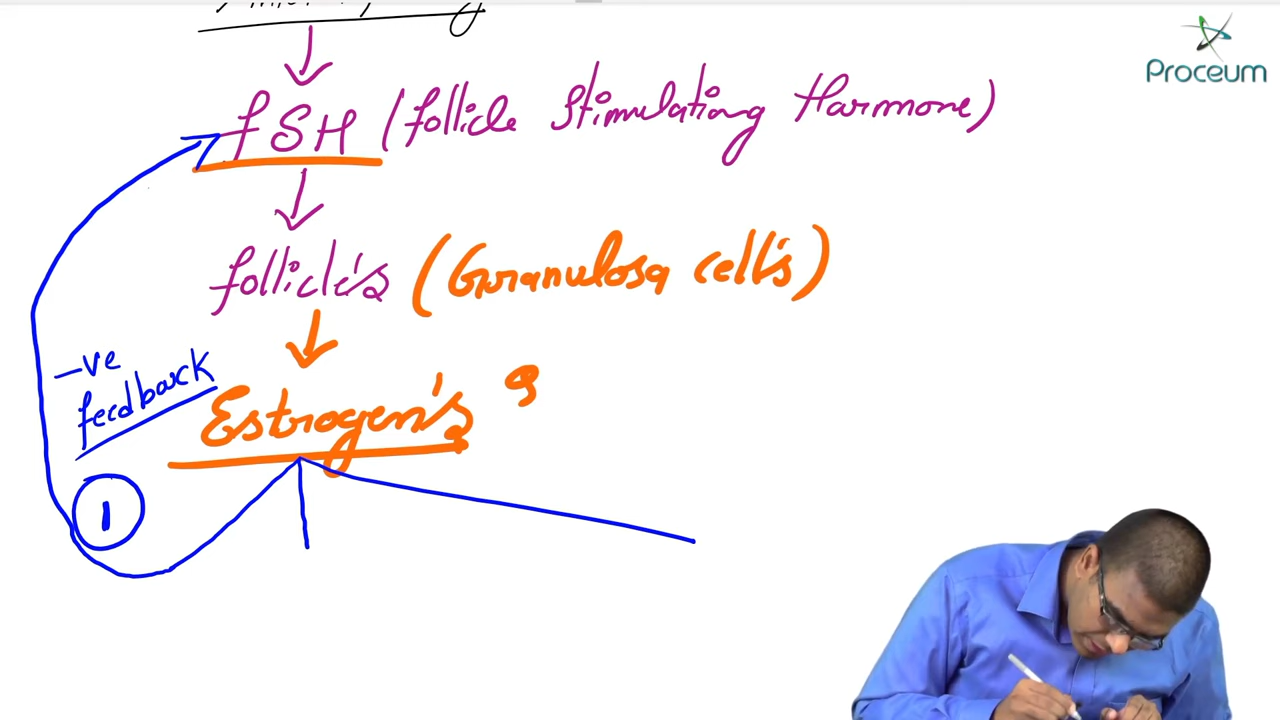 Proceum
FSH (Follicle Stimulating Harmone)
follicle's (Granulosa cell's)
-ve
feedback
Estrogen's
1